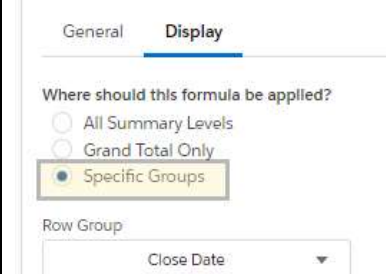 General Display
Where should this formula be applied?
All Summary Levels
Grand Total Only
Specific Groups
Row Group
Close Date